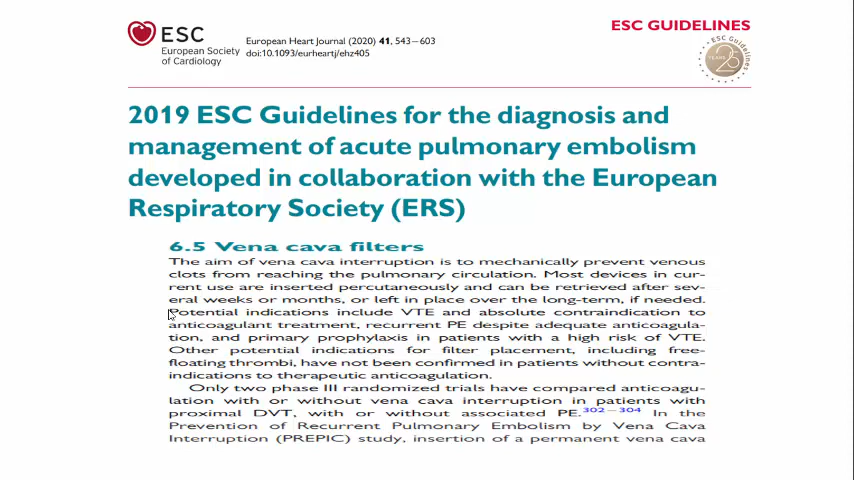 ESC
European Society
of Cardiology
European Heart Journal (2020) 41, 543–603
doi:10.1093/eurheartj/ehz405
ESC GUIDELINES
ESC Guidelines
YEARS 25
2019 ESC Guidelines for the diagnosis and
management of acute pulmonary embolism
developed in collaboration with the European
Respiratory Society (ERS)
6.5 Vena cava filters
The aim of vena cava interruption is to mechanically prevent venous
clots from reaching the pulmonary circulation. Most devices in cur-
rent use are inserted percutaneously and can be retrieved after sev-
eral weeks or months, or left in place over the long-term, if needed.
Potential indications include VTE and absolute contraindication to
anticoagulant treatment, recurrent PE despite adequate anticoagula-
tion, and primary prophylaxis in patients with a high risk of VTE.
Other potential indications for filter placement, including free-
floating thrombi, have not been confirmed in patients without contra-
indications to therapeutic anticoagulation.
Only two phase III randomized trials have compared anticoagu-
lation with or without vena cava interruption in patients with
proximal DVT, with or without associated PE.302–304 In the
Prevention of Recurrent Pulmonary Embolism by Vena Cava
Interruption (PREPIC) study, insertion of a permanent vena cava